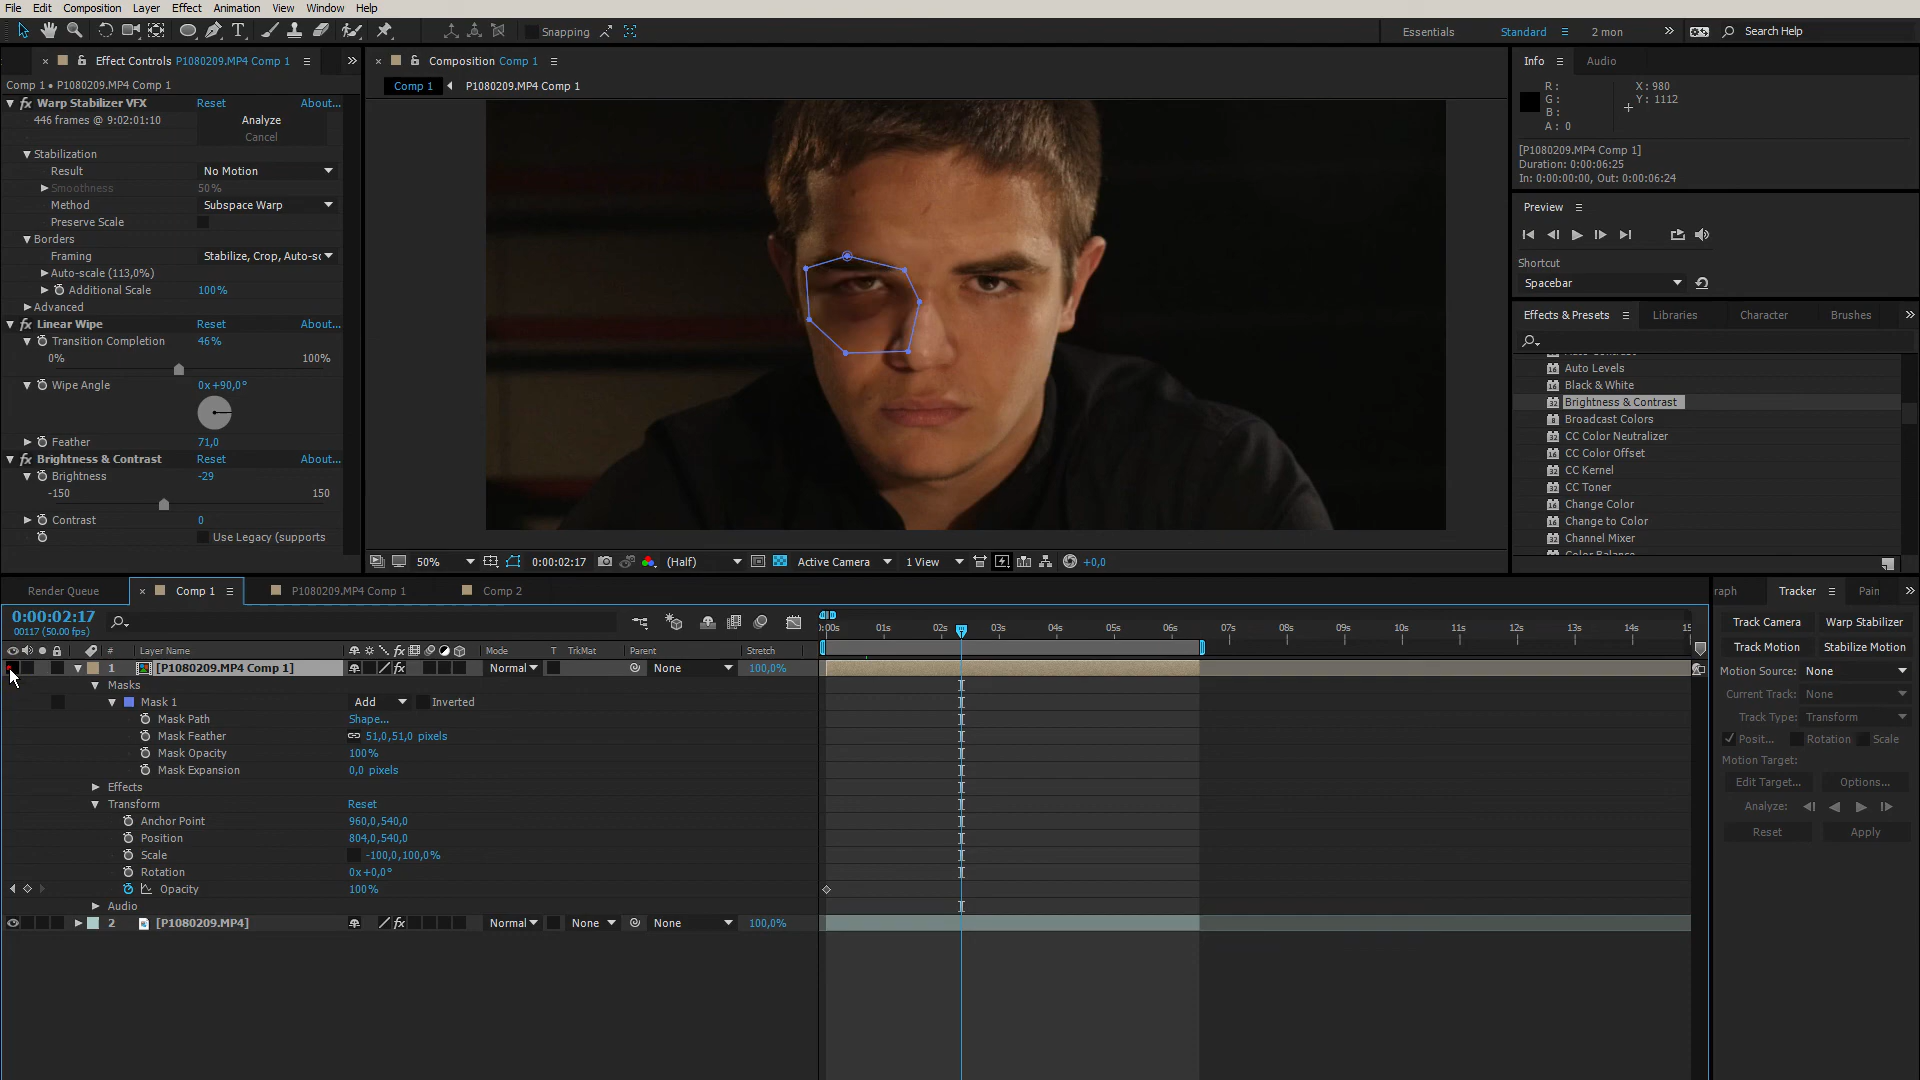 File Edit Composition Layer Effect Animation View Window Help
Snapping
Essentials Standard 2 mon Search Help
Effect Controls P1080209.MP4 Comp 1
Comp 1 • P1080209.MP4 Comp 1
Warp Stabilizer VFX Reset About...
446 frames @ 9:02:01:10 Analyze
Cancel
Stabilization
Result No Motion
Smoothness 50%
Method Subspace Warp
Preserve Scale
Borders
Framing Stabilize, Crop, Auto-sc
Auto-scale (113,0%)
Additional Scale 100%
Advanced
Linear Wipe Reset About...
Transition Completion 46%
0% 100%
Wipe Angle 0x+90,0°
Feather 71,0
Brightness & Contrast Reset About...
Brightness -29
-150 150
Contrast 0
Use Legacy (supports
Composition Comp 1
Comp 1 P1080209.MP4 Comp 1
50% 0:00:02:17 (Half) Active Camera 1 View +0,0
Info Audio
R: X: 980
G: Y: 1112
B:
A: 0
[P1080209.MP4 Comp 1]
Duration: 0:00:06:25
In: 0:00:00:00, Out: 0:00:06:24
Preview
Shortcut
Spacebar
Effects & Presets Libraries Character Brushes
Auto Levels
Black & White
Brightness & Contrast
Broadcast Colors
CC Color Neutralizer
CC Color Offset
CC Kernel
CC Toner
Change Color
Change to Color
Channel Mixer
Color Balance
Render Queue Comp 1 P1080209.MP4 Comp 1 Comp 2
0:00:02:17
00117 (50.00 fps)
# Layer Name Mode T TrkMat Parent Stretch
):00s 01s 02s 03s 04s 05s 06s 07s 08s 09s 10s 11s 12s 13s 14s 15
1 [P1080209.MP4 Comp 1] Normal None 100,0%
Masks
Mask 1 Add Inverted
Mask Path Shape...
Mask Feather 51,0,51,0 pixels
Mask Opacity 100%
Mask Expansion 0,0 pixels
Effects
Transform Reset
Anchor Point 960,0,540,0
Position 804,0,540,0
Scale -100,0,100,0%
Rotation 0x+0,0°
Opacity 100%
Audio
2 [P1080209.MP4] Normal None None 100,0%
raph Tracker Pain
Track Camera Warp Stabilizer
Track Motion Stabilize Motion
Motion Source: None
Current Track: None
Track Type: Transform
Posit... Rotation Scale
Motion Target:
Edit Target... Options...
Analyze:
Reset Apply